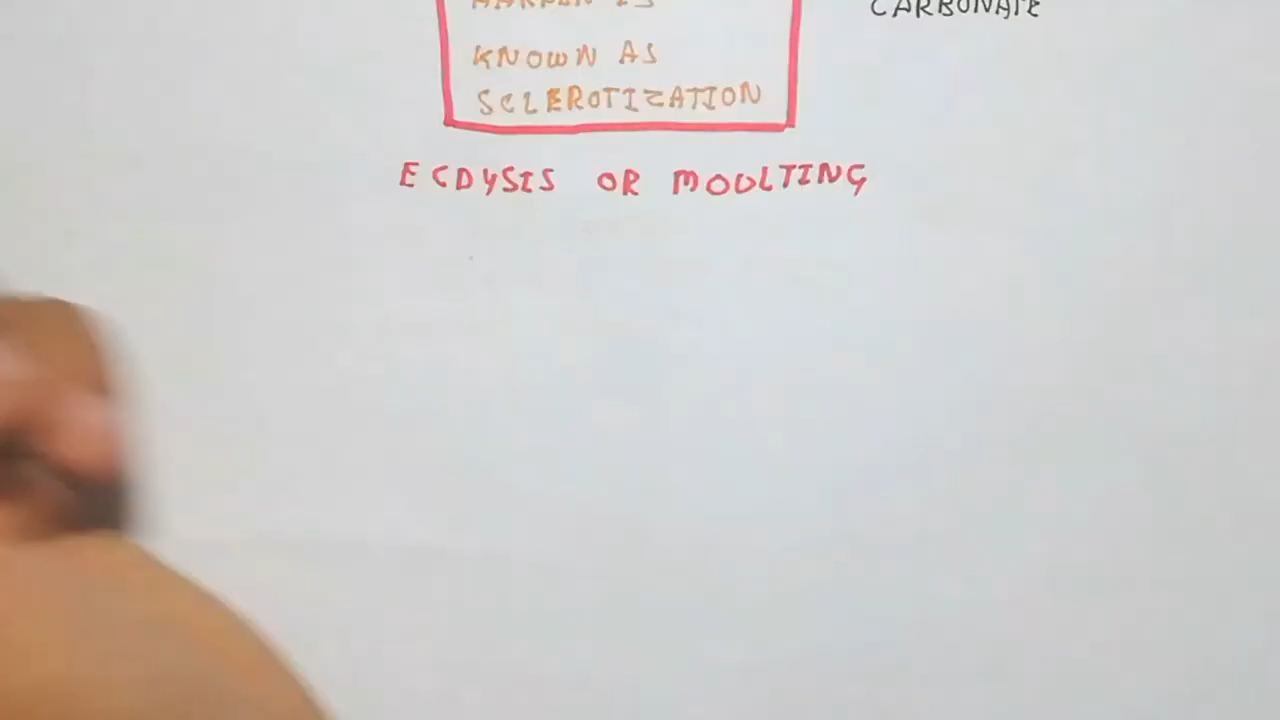 KNOWN AS
SCLEROTIZATION
CARBONATE
ECDYSIS OR MOULTING